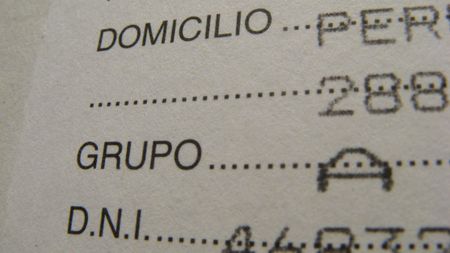 DOMICILIO ... PER
............................ 288
GRUPO .......... A
D.N.I. ..........